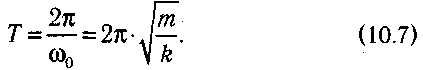 T = 2π/ω₀ = 2π·√(m/k). (10.7)